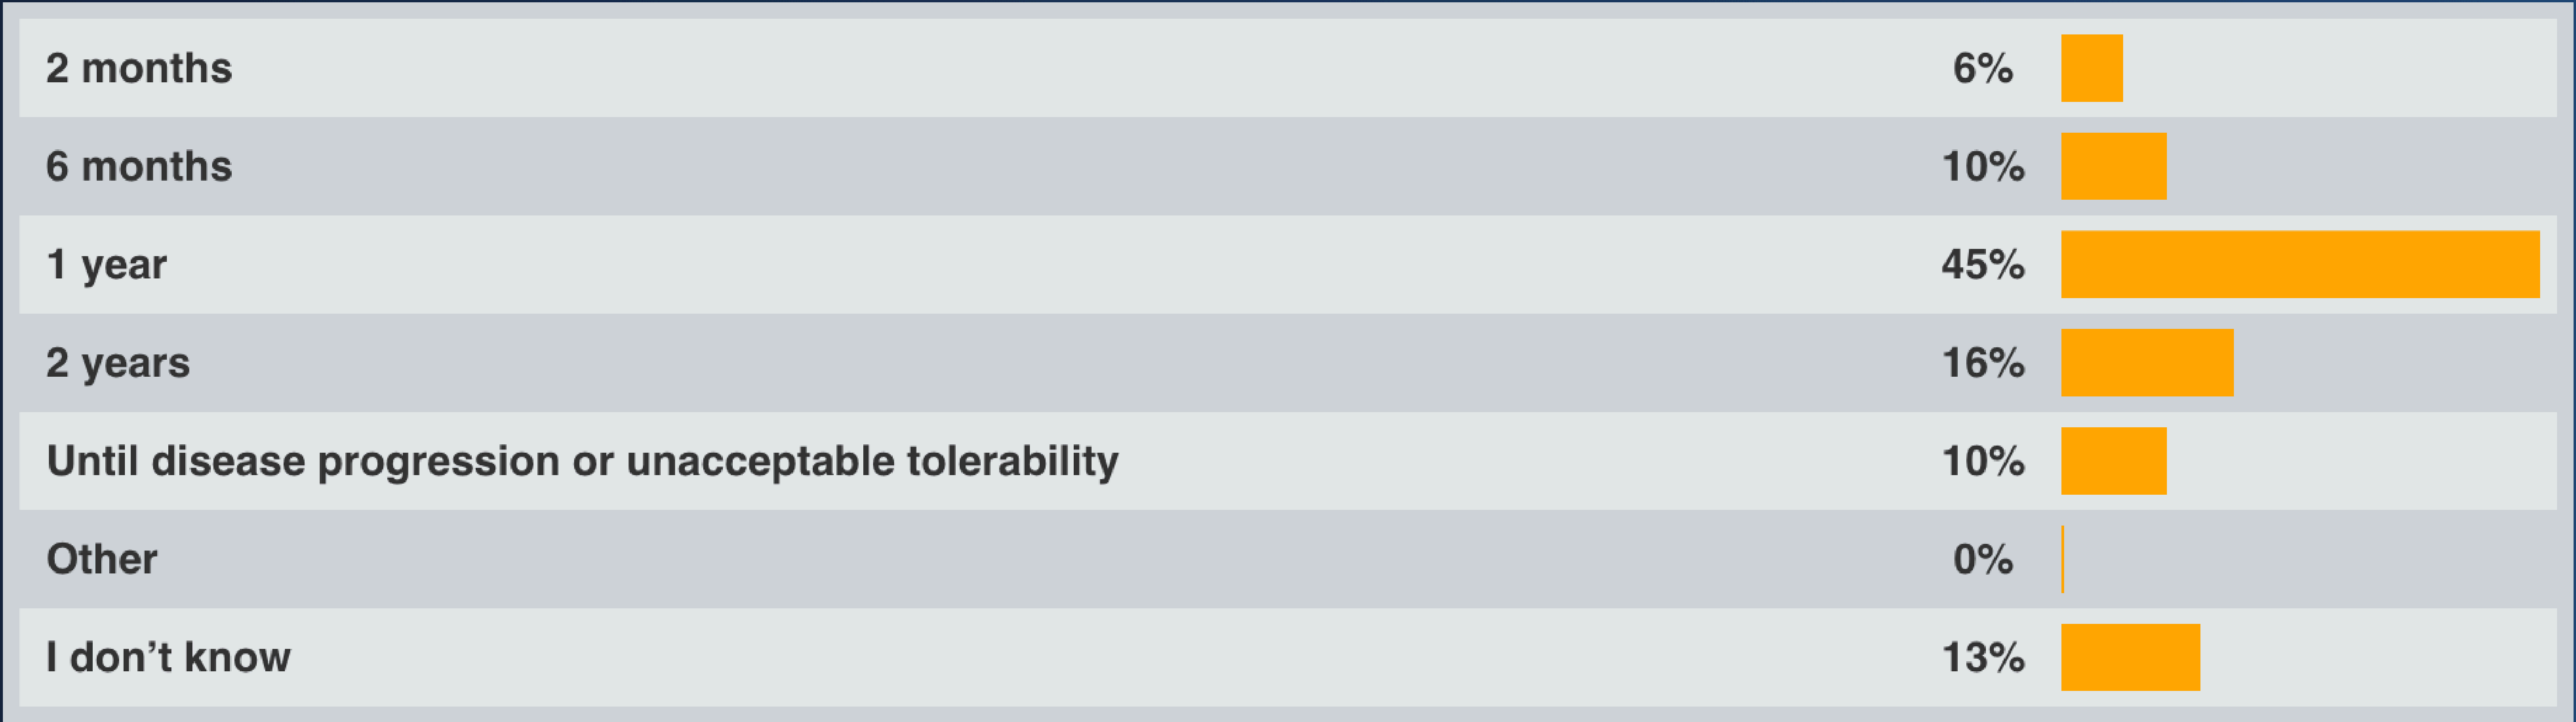 2 months 6%
6 months 10%
1 year 45%
2 years 16%
Until disease progression or unacceptable tolerability 10%
Other 0%
I don’t know 13%